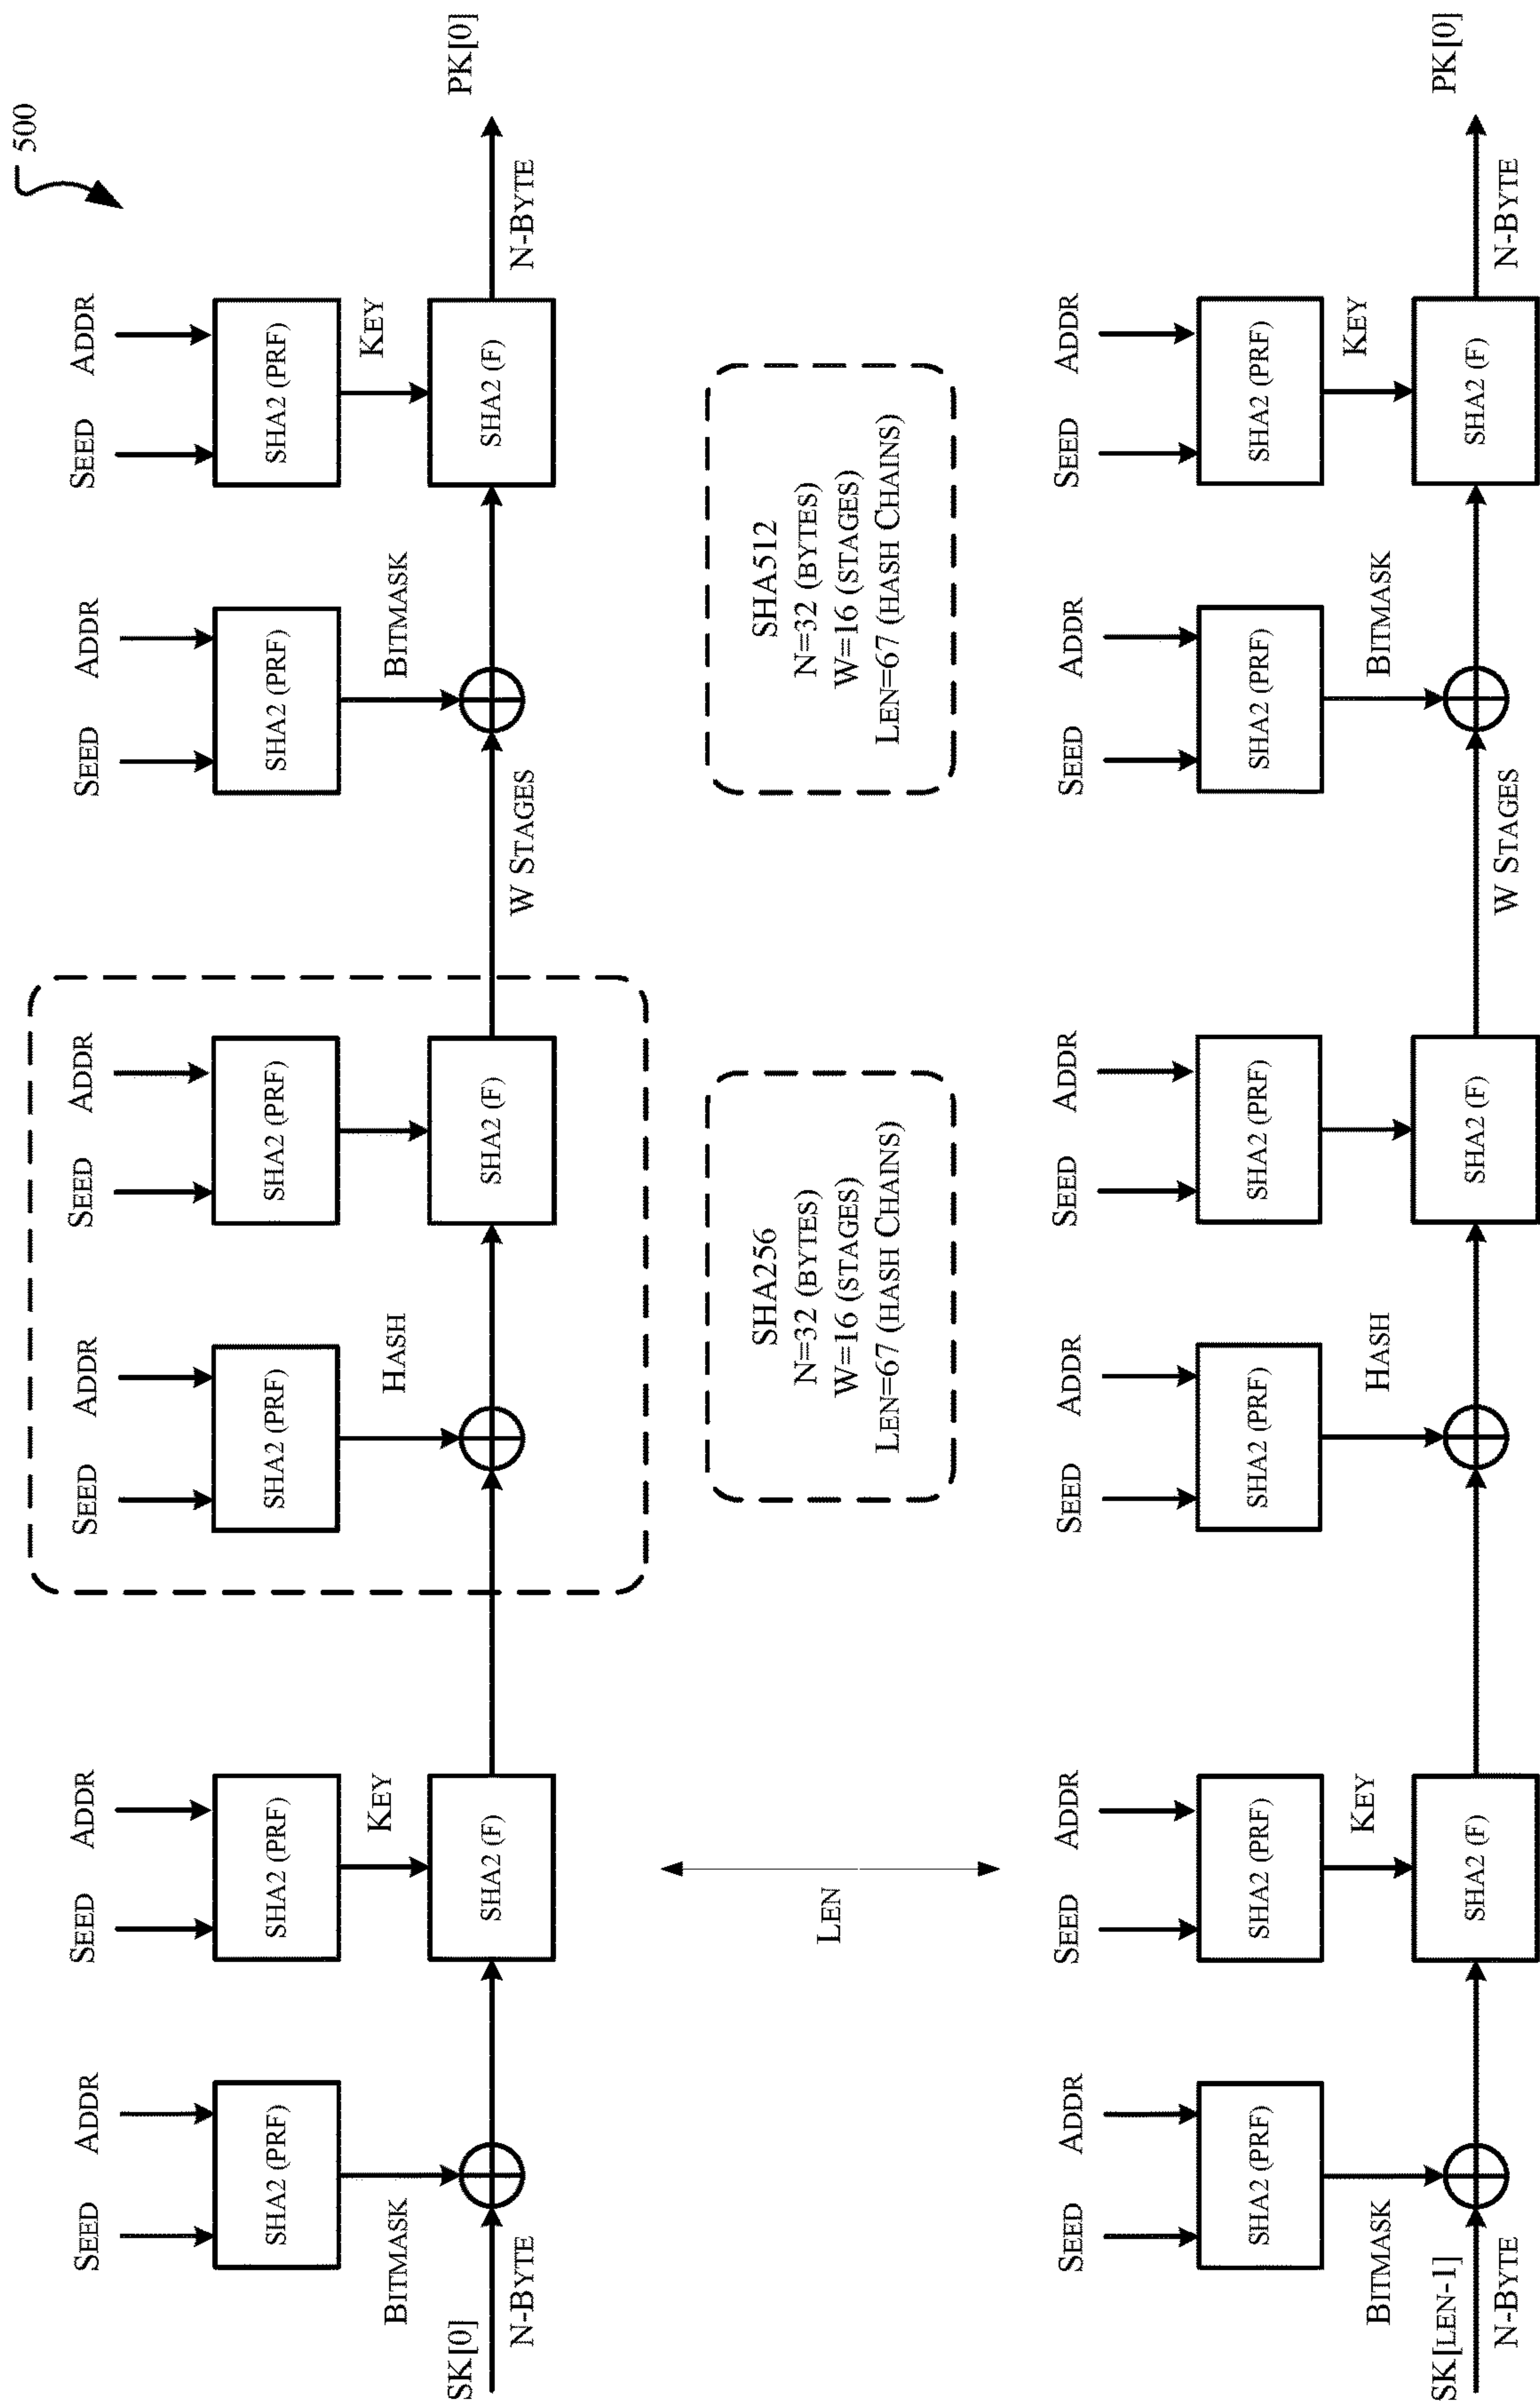 500
SEED
ADDR
SEED
ADDR
SEED
ADDR
SEED
ADDR
SEED
ADDR
SEED
ADDR
SHA2 (PRF)
SHA2 (PRF)
SHA2 (PRF)
SHA2 (PRF)
SHA2 (PRF)
SHA2 (PRF)
BITMASK
KEY
HASH
BITMASK
KEY
SK[0]
SHA2 (F)
SHA2 (F)
SHA2 (F)
PK[0]
N-BYTE
W STAGES
N-BYTE
LEN
SHA256
N=32 (BYTES)
W=16 (STAGES)
LEN=67 (HASH CHAINS)
SHA512
N=32 (BYTES)
W=16 (STAGES)
LEN=67 (HASH CHAINS)
SEED
ADDR
SEED
ADDR
SEED
ADDR
SEED
ADDR
SEED
ADDR
SEED
ADDR
SHA2 (PRF)
SHA2 (PRF)
SHA2 (PRF)
SHA2 (PRF)
SHA2 (PRF)
SHA2 (PRF)
BITMASK
KEY
HASH
BITMASK
KEY
SK[LEN-1]
SHA2 (F)
SHA2 (F)
SHA2 (F)
PK[0]
N-BYTE
W STAGES
N-BYTE